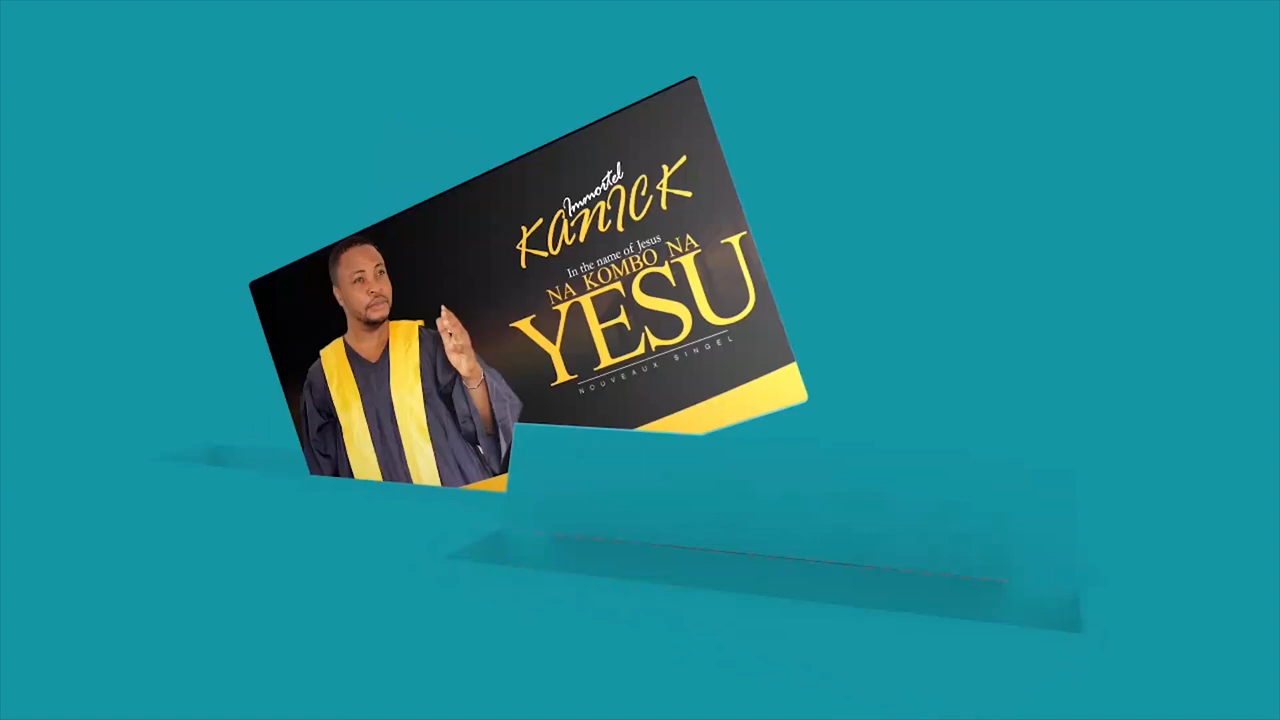 Immortel
KANICK
In the name of Jesus
NA KOMBO NA
YESU
NOUVEAUX SINGEL